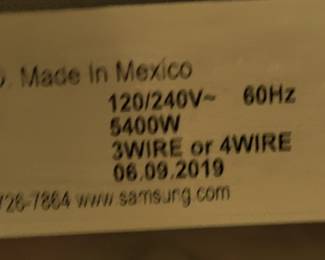 Made in Mexico
120/240V~ 60Hz
5400W
3WIRE or 4WIRE
06.09.2019
726-7864 www.samsung.com